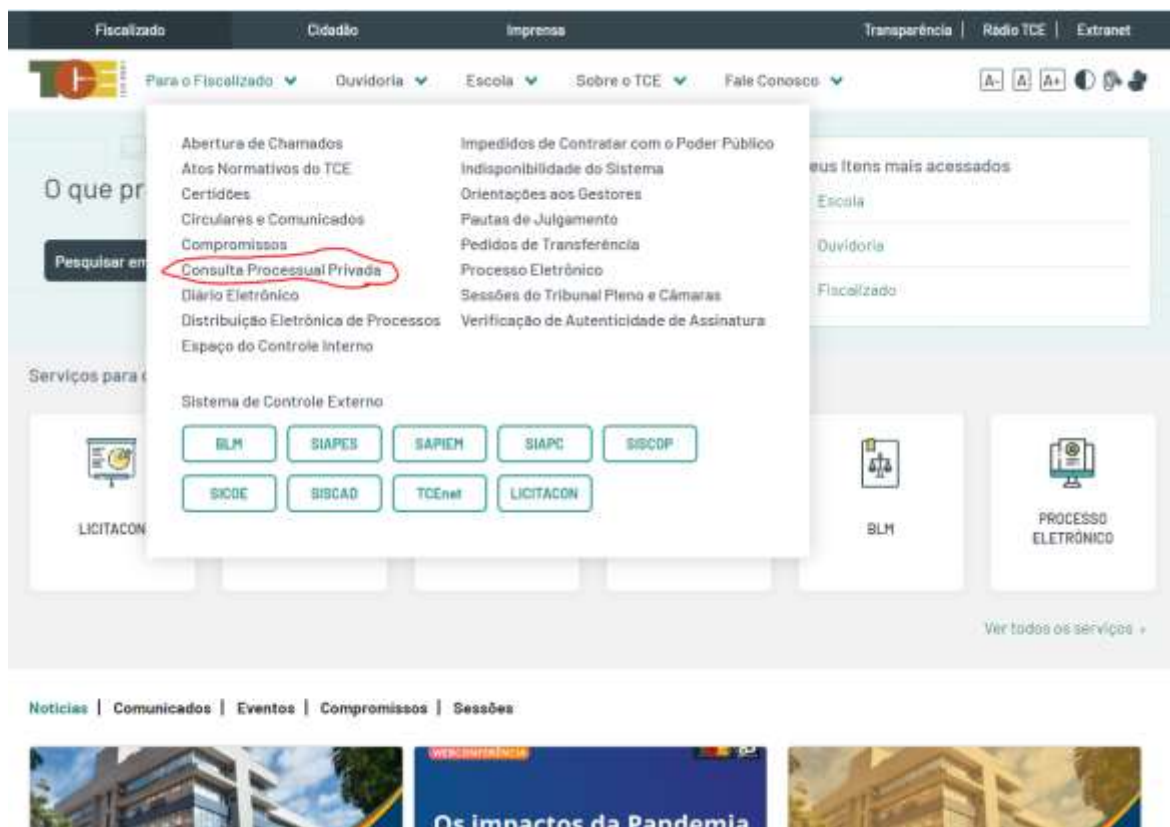 Fiscalizado Cidadão Imprensa Transparência | Rádio TCE | Extranet
TCE Para o Fiscalizado Ouvidoria Escola Sobre o TCE Fale Conosco A- A A+
Abertura de Chamados
Atos Normativos do TCE
Certidões
Circulares e Comunicados
Compromissos
Consulta Processual Privada
Diário Eletrônico
Distribuição Eletrônica de Processos
Espaço do Controle Interno
Impedidos de Contratar com o Poder Público
Indisponibilidade do Sistema
Orientações aos Gestores
Pautas de Julgamento
Pedidos de Transferência
Processo Eletrônico
Sessões do Tribunal Pleno e Câmaras
Verificação de Autenticidade de Assinatura
Sistema de Controle Externo
BLM SIAPES SAPIEM SIAPC SISCOP
SICOE SISCAD TCEnet LICITACON
O que pr
Pesquisar em
eus Itens mais acessados
Escola
Ouvidoria
Fiscalizado
Serviços para
LICITACON
BLM
PROCESSO
ELETRÔNICO
Ver todos os serviços
Notícias | Comunicados | Eventos | Compromissos | Sessões
WEBCONFERÊNCIA
Os impactos da Pandemia